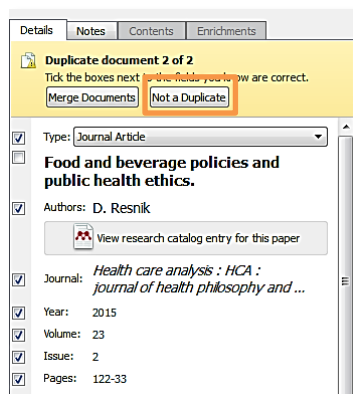 Details Notes Contents Enrichments
Duplicate document 2 of 2
Tick the boxes next to the fields you know are correct.
Merge Documents Not a Duplicate
Type: Journal Article
Food and beverage policies and
public health ethics.
Authors: D. Resnik
View research catalog entry for this paper
Journal: Health care analysis : HCA :
journal of health philosophy and ...
Year: 2015
Volume: 23
Issue: 2
Pages: 122-33